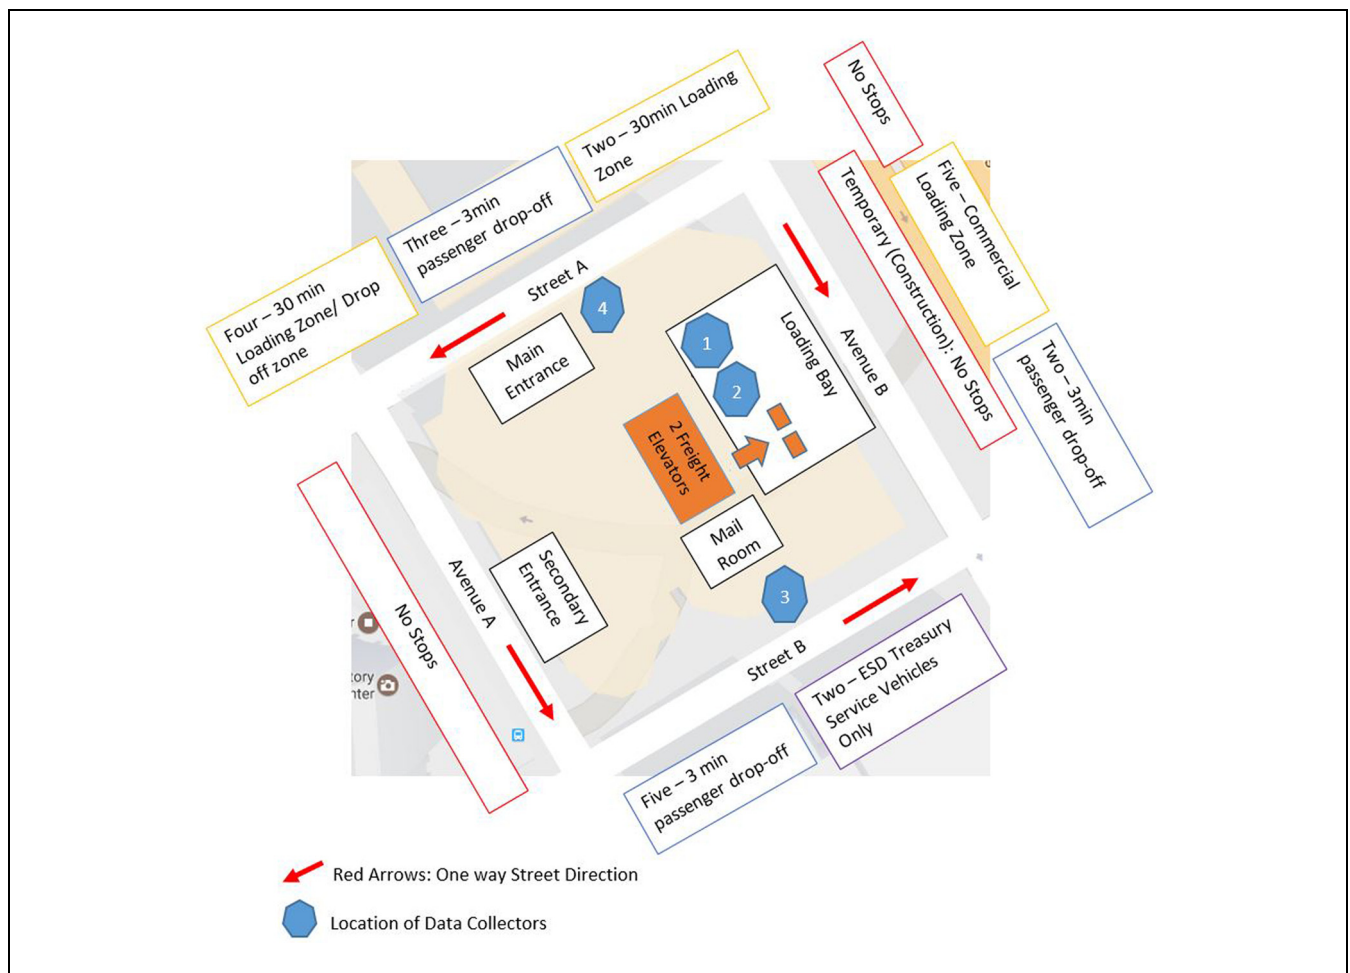 No Stops
Two – 30min Loading
Zone
Five – Commercial
Loading Zone
Temporary (Construction): No Stops
Three – 3min
passenger drop-off
Four – 30 min
Loading Zone/ Drop
off zone
Street A
4
Main
Entrance
1
2
Loading Bay
Avenue B
Two – 3min
passenger drop-off
2 Freight
Elevators
Mail
Room
3
Secondary
Entrance
Avenue A
No Stops
Street B
Two – ESD Treasury
Service Vehicles
Only
Five – 3 min
passenger drop-off
Red Arrows: One way Street Direction
Location of Data Collectors